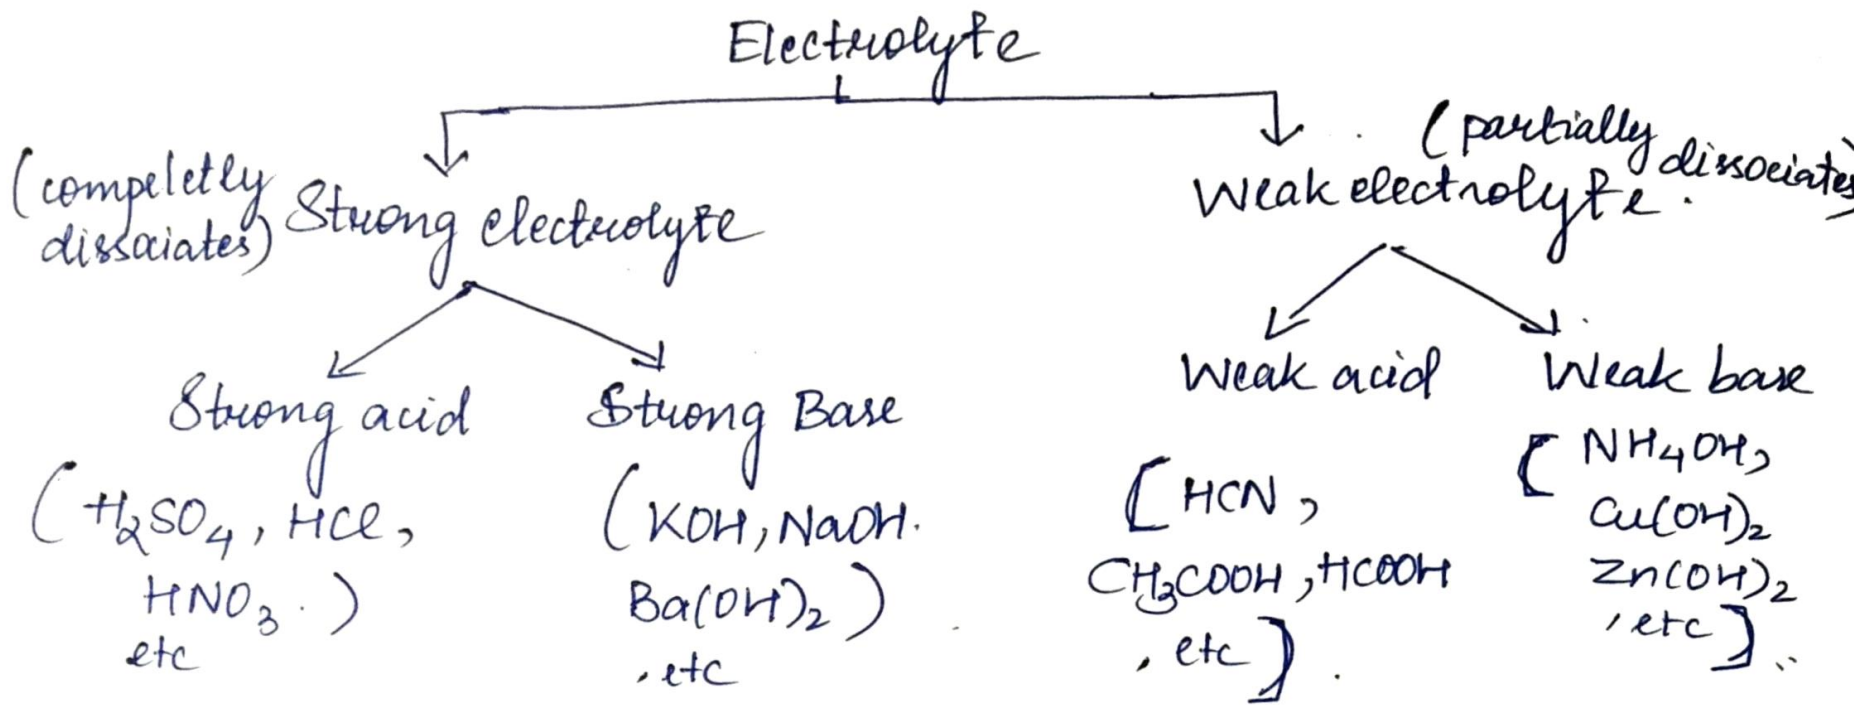 Electrolyte
(compeletly
dissociates)
Strong electrolyte
(partially
dissociates)
Weak electrolyte.
Strong acid
(H₂SO₄, HCl,
HNO₃.)
etc
Strong Base
(KOH, NaOH.
Ba(OH)₂)
, etc
Weak acid
[HCN,
CH₃COOH, HCOOH
, etc]
Weak base
[NH₄OH,
Cu(OH)₂
Zn(OH)₂
, etc]